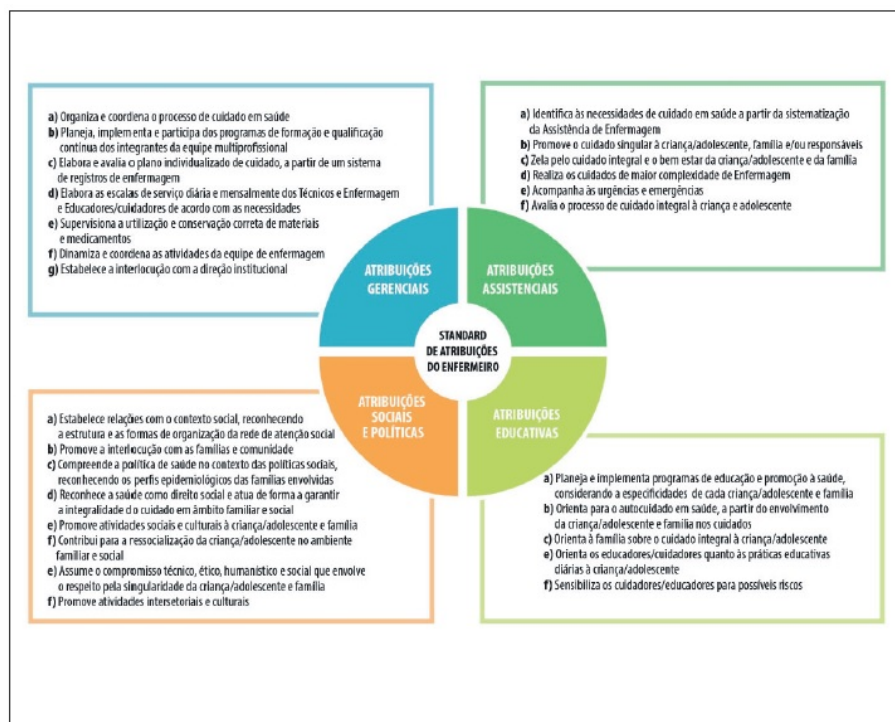 a) Organiza e coordena o processo de cuidado em saúde
b) Planeja, implementa e participa dos programas de formação e qualificação
contínua dos integrantes da equipe multiprofissional
c) Elabora e avalia o plano individualizado de cuidado, a partir de um sistema
de registros de enfermagem
d) Elabora as escalas de serviço diária e mensalmente dos Técnicos e Enfermagem
e Educadores/cuidadores de acordo com as necessidades
e) Supervisiona a utilização e conservação correta de materiais
e medicamentos
f) Dinamiza e coordena as atividades da equipe de enfermagem
g) Estabelece a interlocução com a direção institucional
a) Identifica às necessidades de cuidado em saúde a partir da sistematização
da Assistência de Enfermagem
b) Promove o cuidado singular à criança/adolescente, família e/ou responsáveis
c) Zela pelo cuidado integral e o bem estar da criança/adolescente e da família
d) Realiza os cuidados de maior complexidade de Enfermagem
e) Acompanha às urgências e emergências
f) Avalia o processo de cuidado integral à criança e adolescente
ATRIBUIÇÕES
GERENCIAIS
ATRIBUIÇÕES
ASSISTENCIAIS
STANDARD
DE ATRIBUIÇÕES
DO ENFERMEIRO
ATRIBUIÇÕES
SOCIAIS
E POLÍTICAS
ATRIBUIÇÕES
EDUCATIVAS
a) Estabelece relações com o contexto social, reconhecendo
a estrutura e as formas de organização da rede de atenção social
b) Promove a interlocução com as famílias e comunidade
c) Compreende a política de saúde no contexto das políticas sociais,
reconhecendo os perfis epidemiológicos das famílias envolvidas
d) Reconhece a saúde como direito social e atua de forma a garantir
a integralidade do cuidado em âmbito familiar e social
e) Promove atividades sociais e culturais à criança/adolescente e família
f) Contribui para a ressocialização da criança/adolescente no ambiente
familiar e social
e) Assume o compromisso técnico, ético, humanístico e social que envolve
o respeito pela singularidade da criança/adolescente e família
f) Promove atividades intersetoriais e culturais
a) Planeja e implementa programas de educação e promoção à saúde,
considerando a especificidades de cada criança/adolescente e família
b) Orienta para o autocuidado em saúde, a partir do envolvimento
da criança/adolescente e família nos cuidados
c) Orienta à família sobre o cuidado integral à criança/adolescente
e) Orienta os educadores/cuidadores quanto às práticas educativas
diárias à criança/adolescente
f) Sensibiliza os cuidadores/educadores para possíveis riscos